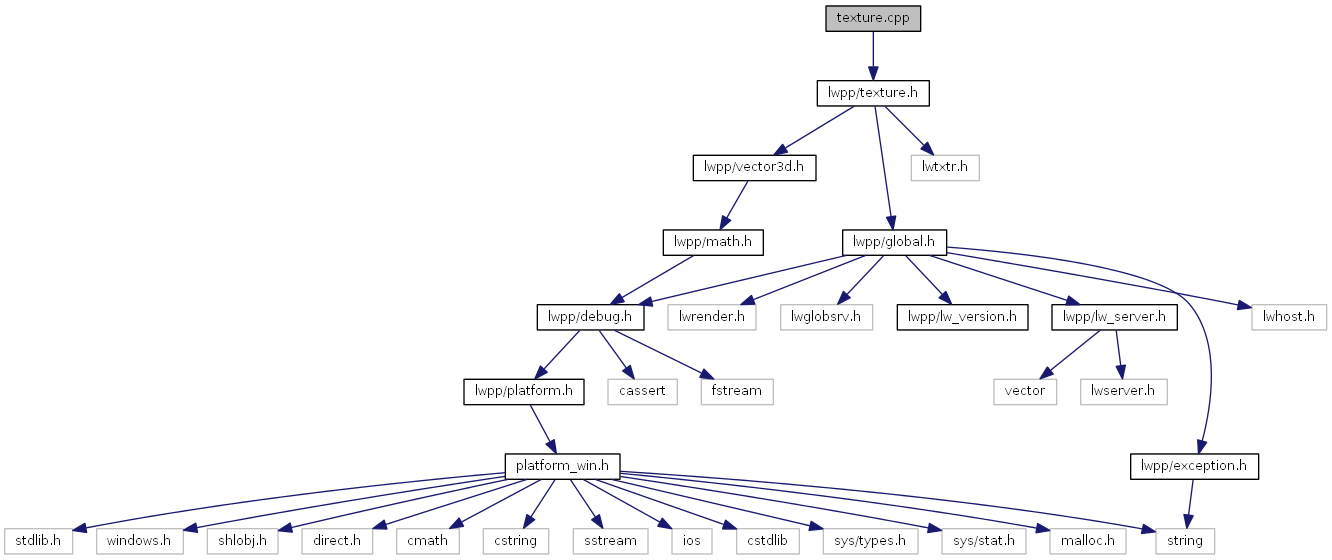 texture.cpp
lwpp/texture.h
lwpp/vector3d.h
lwtxtr.h
lwpp/math.h
lwpp/global.h
lwpp/debug.h
lwrender.h
lwglobsrv.h
lwpp/lw_version.h
lwpp/lw_server.h
lwhost.h
lwpp/platform.h
cassert
fstream
vector
lwserver.h
platform_win.h
lwpp/exception.h
stdlib.h
windows.h
shlobj.h
direct.h
cmath
cstring
sstream
ios
cstdlib
sys/types.h
sys/stat.h
malloc.h
string